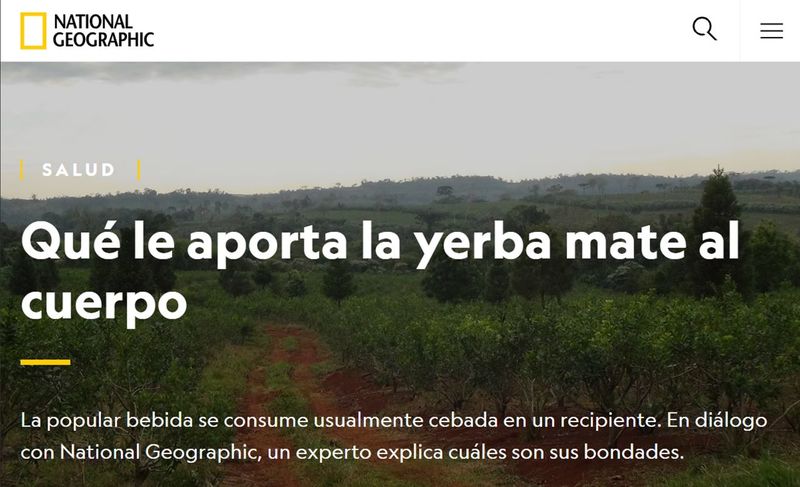 NATIONAL
GEOGRAPHIC
SALUD
Qué le aporta la yerba mate al
cuerpo
La popular bebida se consume usualmente cebada en un recipiente. En diálogo
con National Geographic, un experto explica cuáles son sus bondades.